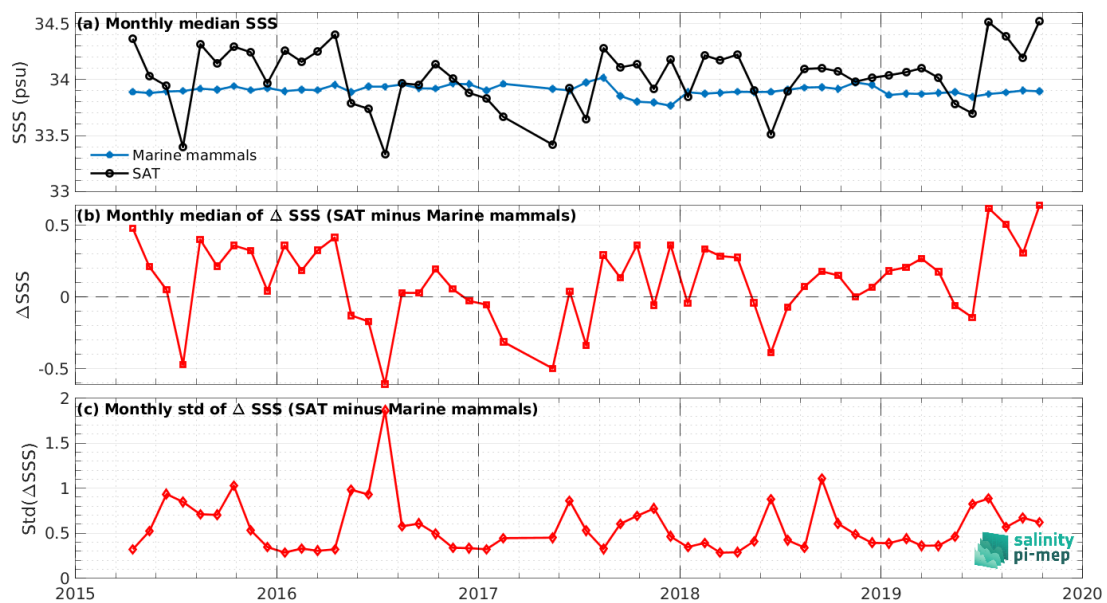 (a) Monthly median SSS
34.5
34
33.5
33
SSS (psu)
Marine mammals
SAT
(b) Monthly median of Δ SSS (SAT minus Marine mammals)
0.5
0
-0.5
ΔSSS
(c) Monthly std of Δ SSS (SAT minus Marine mammals)
2
1.5
1
0.5
0
Std(ΔSSS)
salinity
pi-mep
2015 2016 2017 2018 2019 2020